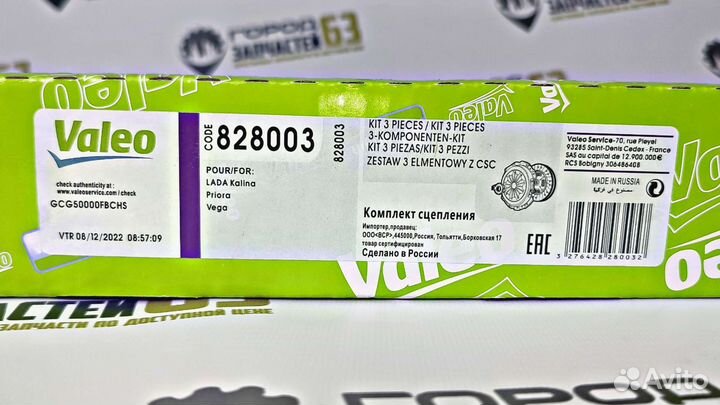 ГОРОД 63
ЗАПЧАСТЕЙ
Valeo
Valeo
check authenticity at :
www.valeoservice.com / check
GCG50000FBCHS
VTR 08/12/2022 08:57:09
CODE 828003
POUR/FOR:
LADA Kalina
Priora
Vega
828003
KIT 3 PIECES / KIT 3 PIECES
3-KOMPONENTEN-KIT
KIT 3 PIEZAS/KIT 3 PEZZI
ZESTAW 3 ELMENTOWY Z CSC
Комплект сцепления
Импортер,продавец:
ООО<ВСР>,445000,Россия, Тольятти,Борковская 17
товар сертифицирован
Сделано в России
EAC
Valeo Service-70, rue Pleyel
93285 Saint-Denis Cedex - France
SAS au capital de 12.900.000€
RCS Bobigny 306486408
MADE IN RUSSIA
3 276428 280032
Valeo
ЗАПЧАСТЕЙ 63
ЗАПЧАСТИ ПО ДОСТУПНОЙ ЦЕНЕ
ГОРОД
Avito